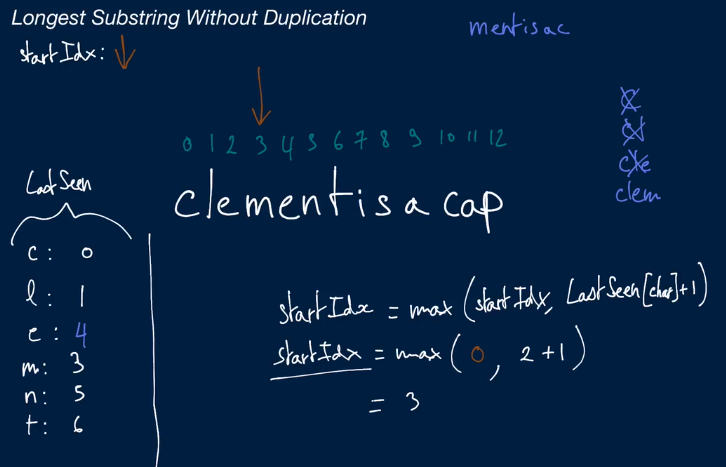 Longest Substring Without Duplication
mentisac
startIdx:
c
cl
cle
clem
0 1 2 3 4 5 6 7 8 9 10 11 12
clementisacap
Last Seen
c: 0
l: 1
e: 4
m: 3
n: 5
t: 6
startIdx = max(startIdx, LastSeen[char]+1)
startIdx = max(0, 2+1)
= 3